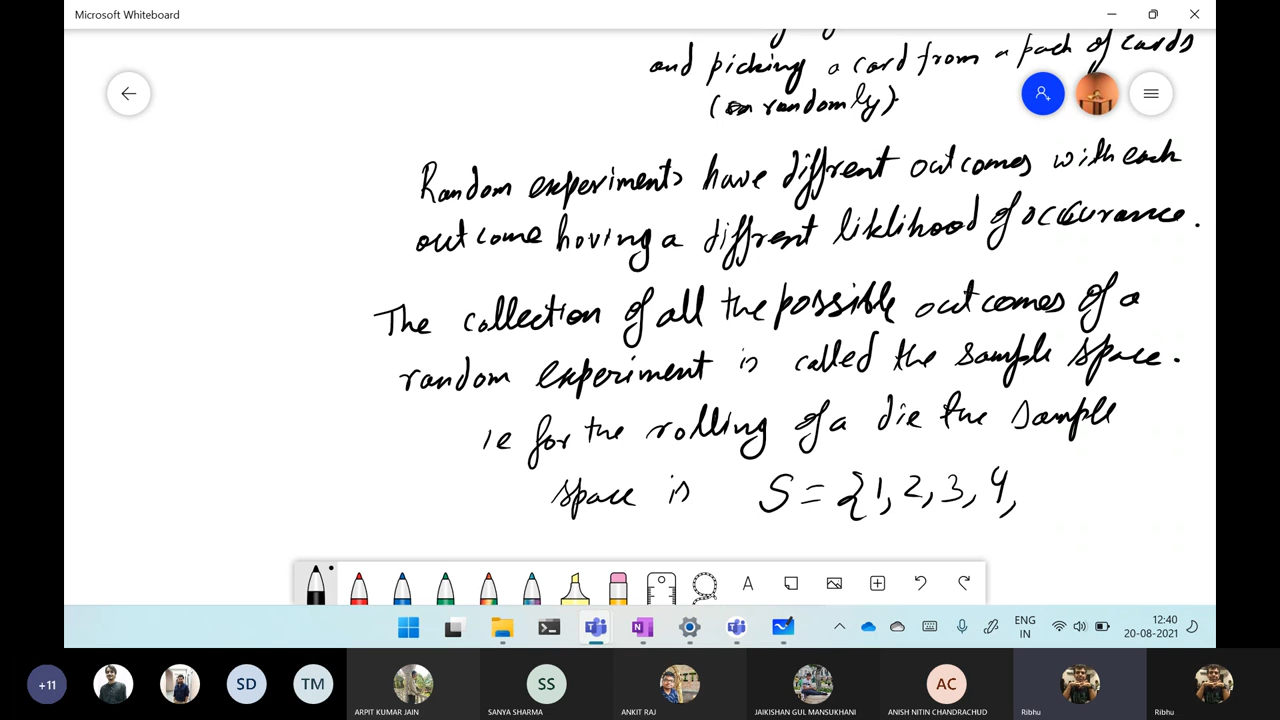 Microsoft Whiteboard
and picking a card from a pack of cards
(randomly).
Random experiments have different outcomes with each
outcome having a different liklihood of occurance.
The collection of all the possible outcomes of a
random experiment is called the sample space.
ie for the rolling of a die the sample
space is S = {1, 2, 3, 4,
A
ENG
IN
12:40
20-08-2021
+11
SD
TM
SS
AC
ARPIT KUMAR JAIN
SANYA SHARMA
ANKIT RAJ
JAIKISHAN GUL MANSUKHANI
ANISH NITIN CHANDRACHUD
Ribhu
Ribhu